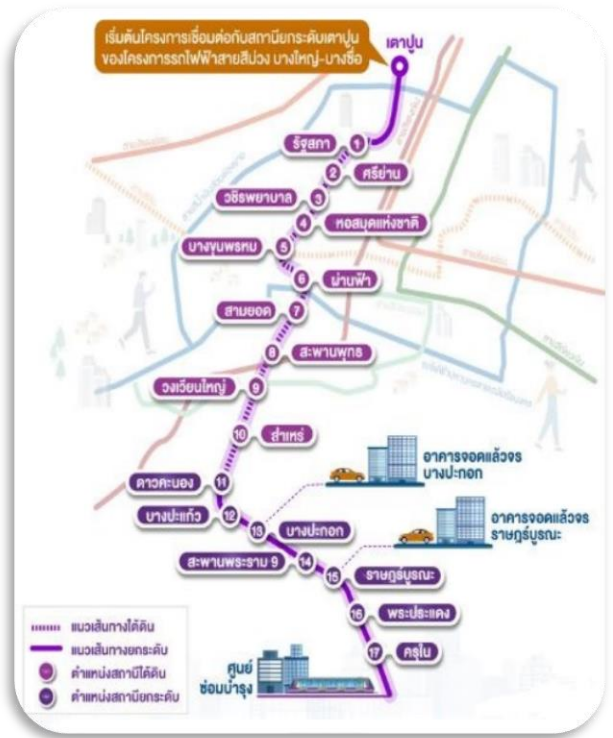 เริ่มต้นโครงการเชื่อมต่อกับสถานียกระดับเตาปูน
ของโครงการรถไฟฟ้าสายสีม่วง บางใหญ่-บางซื่อ
เตาปูน
รัฐสภา
1
2
ศรีย่าน
วชิรพยาบาล
3
4
หอสมุดแห่งชาติ
บางขุนพรหม
5
6
ผ่านฟ้า
สามยอด
7
8
สะพานพุทธ
วงเวียนใหญ่
9
10
สำเหร่
ดาวคะนอง
11
อาคารจอดแล้วจร
บางปะกอก
บางปะแก้ว
12
13
บางปะกอก
อาคารจอดแล้วจร
ราษฎร์บูรณะ
สะพานพระราม 9
14
15
ราษฎร์บูรณะ
16
พระประแดง
17
ครุใน
ศูนย์
ซ่อมบำรุง
แนวเส้นทางใต้ดิน
แนวเส้นทางยกระดับ
ตำแหน่งสถานีใต้ดิน
ตำแหน่งสถานียกระดับ